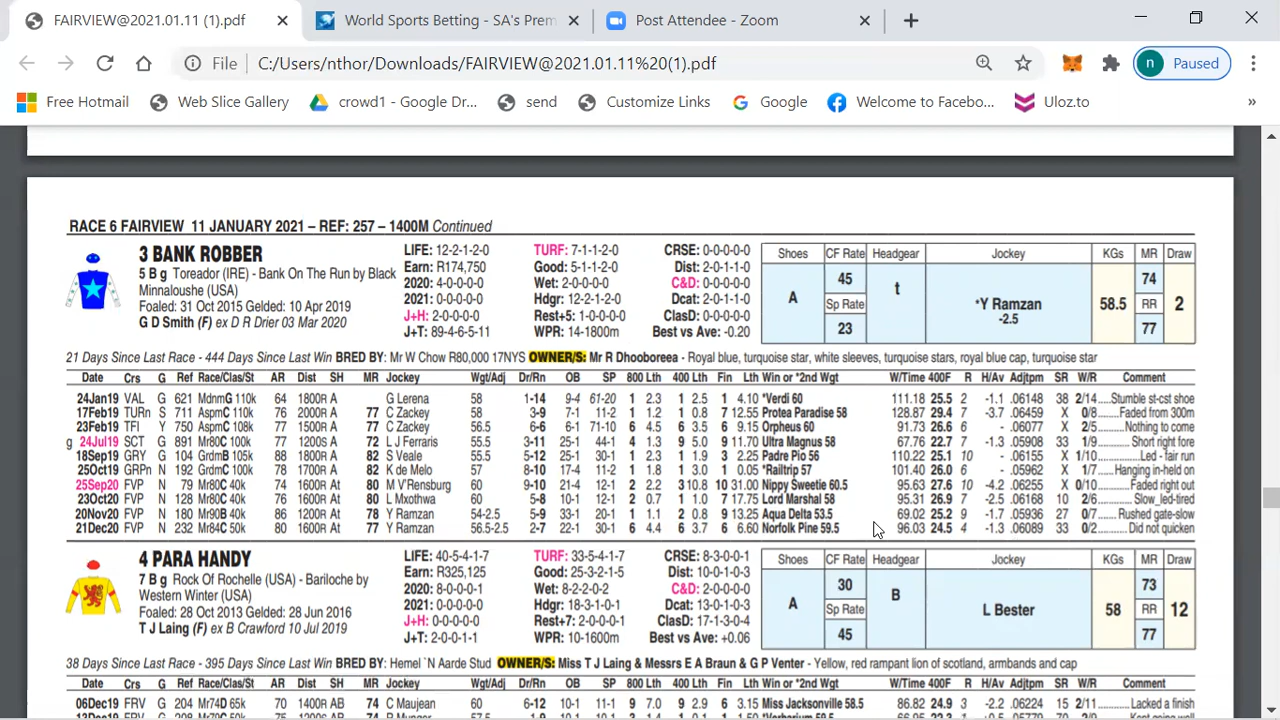 FAIRVIEW@2021.01.11 (1).pdf
World Sports Betting - SA's Prem
Post Attendee - Zoom
File
C:/Users/nthor/Downloads/FAIRVIEW@2021.01.11%20(1).pdf
n
Paused
Free Hotmail
Web Slice Gallery
crowd1 - Google Dr...
send
Customize Links
Google
Welcome to Facebo...
Uloz.to
»
RACE 6 FAIRVIEW 11 JANUARY 2021 – REF: 257 – 1400M Continued
3 BANK ROBBER
5 B g Toreador (IRE) - Bank On The Run by Black
Minnaloushe (USA)
Foaled: 31 Oct 2015 Gelded: 10 Apr 2019
G D Smith (F) ex D R Drier 03 Mar 2020
LIFE: 12-2-1-2-0 TURF: 7-1-1-2-0 CRSE: 0-0-0-0-0
Earn: R174,750 Good: 5-1-1-2-0 Dist: 2-0-1-1-0
2020: 4-0-0-0-0 Wet: 2-0-0-0-0 C&D: 0-0-0-0-0
2021: 0-0-0-0-0 Hdgr: 12-2-1-2-0 Dcat: 2-0-1-1-0
J+H: 2-0-0-0-0 Rest+5: 1-0-0-0-0 ClasD: 0-0-0-0-0
J+T: 89-4-6-5-11 WPR: 14-1800m Best vs Ave: -0.20
Shoes CF Rate Headgear Jockey KGs MR Draw
A 45 t *Y Ramzan 58.5 74 2
Sp Rate -2.5 RR
23 77
21 Days Since Last Race - 444 Days Since Last Win BRED BY: Mr W Chow R80,000 17NYS OWNER/S: Mr R Dhooboreea - Royal blue, turquoise star, white sleeves, turquoise stars, royal blue cap, turquoise star
Date Crs G Ref Race/Clas/St AR Dist SH MR Jockey Wgt/Adj Dr/Rn OB SP 800 Lth 400 Lth Fin Lth Win or *2nd Wgt W/Time 400F R H/Av Adjtpm SR W/R Comment
24Jan19 VAL G 621 MdnmG 110k 64 1800R A G Lerena 58 1-14 9-4 61-20 1 2.3 1 2.5 1 4.10 *Verdi 60 111.18 25.5 2 -1.1 .06148 38 2/14 .....Stumble st-cst shoe
17Feb19 TURn S 711 AspmC 110k 76 2000R A 77 C Zackey 58 3-9 7-1 11-2 1 1.2 1 0.8 7 12.55 Protea Paradise 58 128.87 29.4 7 -3.7 .06459 X 0/8 .........Faded from 300m
23Feb19 TFI Y 252 AspmC 108k 77 1500R A 77 C Zackey 56.5 6-6 6-1 71-10 6 4.5 6 3.5 6 9.15 Orpheus 60 91.73 26.6 6 - .06077 X 2/5 ............Nothing to come
g 24Jul19 SCT G 891 Mr80C 100k 77 1200S A 72 L J Ferraris 55.5 3-11 25-1 44-1 4 1.3 9 5.0 9 11.70 Ultra Magnus 58 67.76 22.7 7 -1.3 .05908 33 1/9 ............Short right fore
18Sep19 GRY G 104 GrdmB 105k 88 1800S A 82 S Veale 55.5 5-12 25-1 30-1 2 1.3 1 1.9 3 2.25 Padre Pio 56 110.22 25.1 10 - .06102 X 1/10 ...........Led - fair run
25Oct19 GRPn N 192 GrdmC 100k 78 1700R A 82 K de Melo 57 8-10 17-4 11-2 1 1.8 1 3.0 1 0.05 *Railtrip 57 101.40 26.0 1 - .05962 X 1/1 ......Hanging in-held on
25Sep20 FVP N 79 Mr80C 40k 74 1600R At 80 M V'Rensburg 60 9-10 21-4 12-1 2 2.2 3 10.8 10 31.00 Nippy Sweetie 60.5 95.63 27.6 10 -4.2 .06255 X 0/10 .........Faded right out
23Oct20 FVP N 128 Mr80C 40k 76 1600R At 80 L Mxothwa 60 5-8 10-1 12-1 2 0.7 1 1.0 7 17.75 Lord Marshal 58 95.31 26.9 7 -2.5 .06168 10 2/6 ...........Slow_led-tired
20Nov20 FVP N 180 Mr90B 40k 86 1200R At 78 Y Ramzan 54-2.5 5-9 33-1 20-1 1 1.1 2 0.8 9 13.25 Aqua Delta 53.5 69.02 25.2 9 -1.7 .05905 27 0/7 ....Rushed gate-slow
21Dec20 FVP N 232 Mr84C 50k 80 1600R At 77 Y Ramzan 56.5-2.5 2-7 22-1 30-1 6 4.4 6 3.7 6 6.60 Norfolk Pine 59.5 96.03 24.5 4 -1.3 .06089 33 0/2 ..........Did not quicken
4 PARA HANDY
7 B g Rock Of Rochelle (USA) - Bariloche by
Western Winter (USA)
Foaled: 28 Oct 2013 Gelded: 28 Jun 2016
T J Laing (F) ex B Crawford 10 Jul 2019
LIFE: 40-5-4-1-7 TURF: 33-5-4-1-7 CRSE: 8-3-0-0-1
Earn: R325,125 Good: 25-3-2-1-5 Dist: 10-0-1-0-3
2020: 8-0-0-0-1 Wet: 8-2-2-0-2 C&D: 2-0-0-0-0
2021: 0-0-0-0-0 Hdgr: 18-3-1-0-1 Dcat: 13-0-1-0-3
J+H: 0-0-0-0-0 Rest+7: 2-0-0-0-1 ClasD: 17-1-3-0-4
J+T: 2-0-0-1-1 WPR: 10-1600m Best vs Ave: +0.06
Shoes CF Rate Headgear Jockey KGs MR Draw
A 30 B L Bester 58 73 12
Sp Rate RR
45 77
38 Days Since Last Race - 395 Days Since Last Win BRED BY: Hemel `N Aarde Stud OWNER/S: Miss T J Laing & Messrs E A Braun & G P Venter - Yellow, red rampant lion of scotland, armbands and cap
Date Crs G Ref Race/Clas/St AR Dist SH MR Jockey Wgt/Adj Dr/Rn OB SP 800 Lth 400 Lth Fin Lth Win or *2nd Wgt W/Time 400F R H/Av Adjtpm SR W/R Comment
06Dec19 FRV G 204 Mr74D 65k 70 1400R AB 74 C Maujean 58.5 6-12 10-1 11-1 9 7.0 9 2.9 6 3.15 Miss Jacksonville 58.5 86.82 24.9 3 -2.2 .06224 15 2/11 ..........Lacked a finish